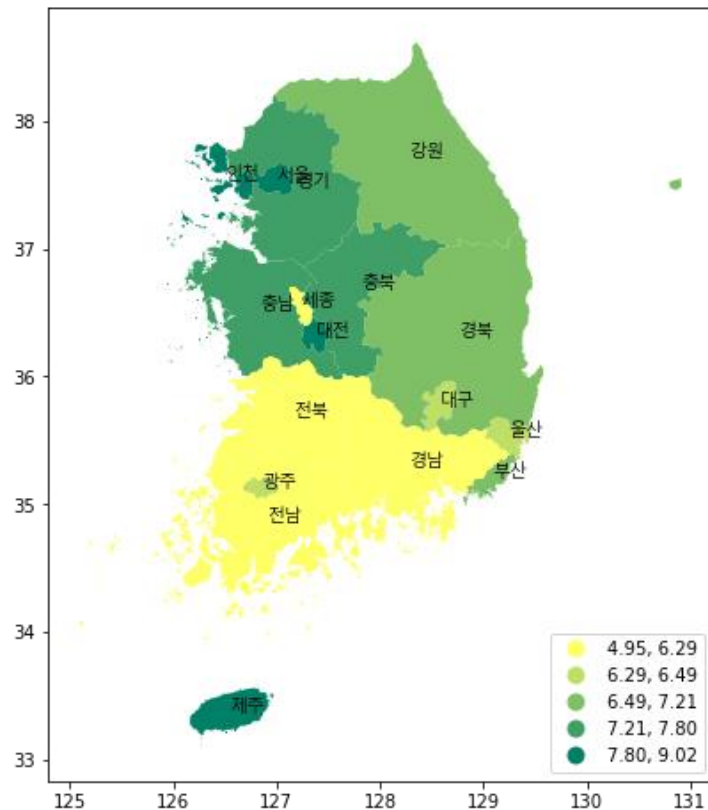 38
37
36
35
34
33
강원
인천
서울
경기
충북
충남
세종
대전
경북
대구
전북
울산
경남
부산
광주
전남
제주
4.95, 6.29
6.29, 6.49
6.49, 7.21
7.21, 7.80
7.80, 9.02
125 126 127 128 129 130 131